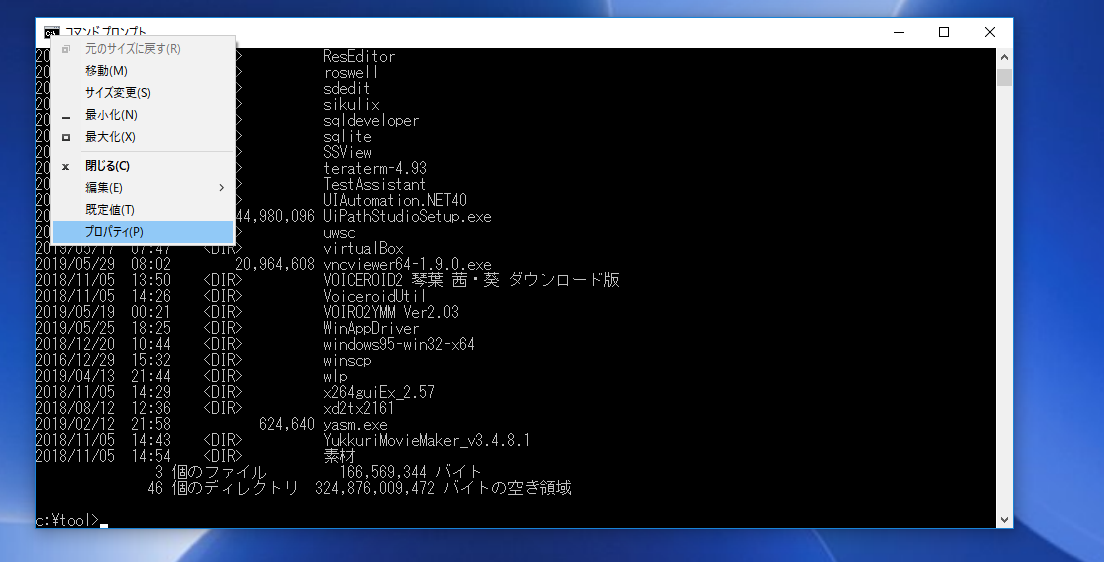 コマンド プロンプト
元のサイズに戻す(R)
移動(M)
サイズ変更(S)
最小化(N)
最大化(X)
閉じる(C)
編集(E)
既定値(T)
プロパティ(P)
ResEditor
roswell
sdedit
sikulix
sqldeveloper
sqlite
SSView
teraterm-4.93
TestAssistant
UIAutomation.NET40
44,980,096 UiPathStudioSetup.exe
uwsc
2019/05/17  07:47    <DIR>          virtualBox
2019/05/29  08:02        20,964,608 vncviewer64-1.9.0.exe
2018/11/05  13:50    <DIR>          VOICEROID2 琴葉 茜・葵 ダウンロード版
2018/11/05  14:26    <DIR>          VoiceroidUtil
2019/05/19  00:21    <DIR>          VOIRO2YMM Ver2.03
2019/05/25  18:25    <DIR>          WinAppDriver
2018/12/20  10:44    <DIR>          windows95-win32-x64
2016/12/29  15:32    <DIR>          winscp
2019/04/13  21:44    <DIR>          wlp
2018/11/05  14:29    <DIR>          x264guiEx_2.57
2018/08/12  12:36    <DIR>          xd2tx2161
2019/02/12  21:58           624,640 yasm.exe
2018/11/05  14:43    <DIR>          YukkuriMovieMaker_v3.4.8.1
2018/11/05  14:54    <DIR>          素材
3 個のファイル         166,569,344 バイト
46 個のディレクトリ  324,876,009,472 バイトの空き領域
c:¥tool>